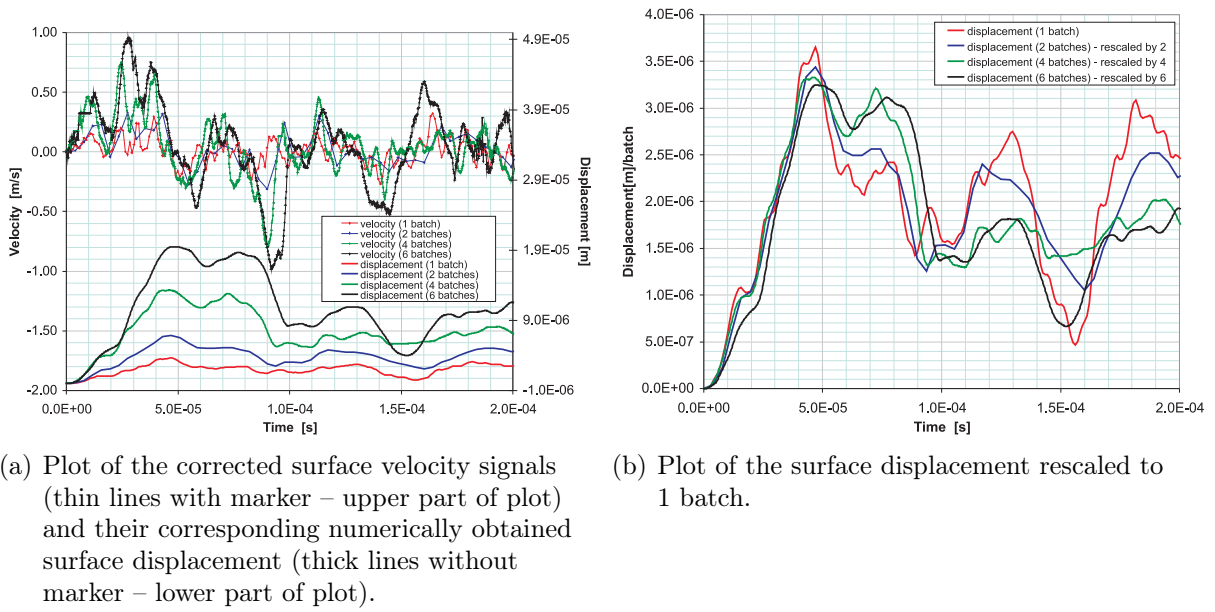 1.00
0.50
0.00
-0.50
-1.00
-1.50
-2.00
Velocity [m/s]
4.9E-05
3.9E-05
2.9E-05
1.9E-05
9.0E-06
-1.0E-06
Displacement [m]
velocity (1 batch)
velocity (2 batches)
velocity (4 batches)
velocity (6 batches)
displacement (1 batch)
displacement (2 batches)
displacement (4 batches)
displacement (6 batches)
0.0E+00 5.0E-05 1.0E-04 1.5E-04 2.0E-04
Time [s]
(a) Plot of the corrected surface velocity signals
(thin lines with marker – upper part of plot)
and their corresponding numerically obtained
surface displacement (thick lines without
marker – lower part of plot).
4.0E-06
3.5E-06
3.0E-06
2.5E-06
2.0E-06
1.5E-06
1.0E-06
5.0E-07
0.0E+00
Displacement[m]/batch
displacement (1 batch)
displacement (2 batches) - rescaled by 2
displacement (4 batches) - rescaled by 4
displacement (6 batches) - rescaled by 6
0.0E+00 5.0E-05 1.0E-04 1.5E-04 2.0E-04
Time [s]
(b) Plot of the surface displacement rescaled to
1 batch.